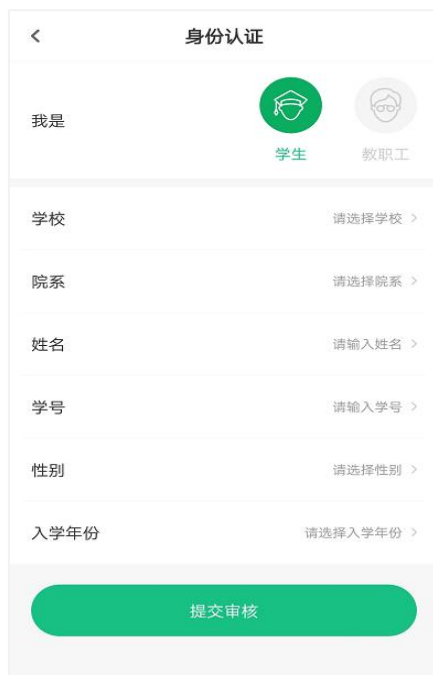 身份认证
我是
学生 教职工
学校 请选择学校
院系 请选择院系
姓名 请输入姓名
学号 请输入学号
性别 请选择性别
入学年份 请选择入学年份
提交审核